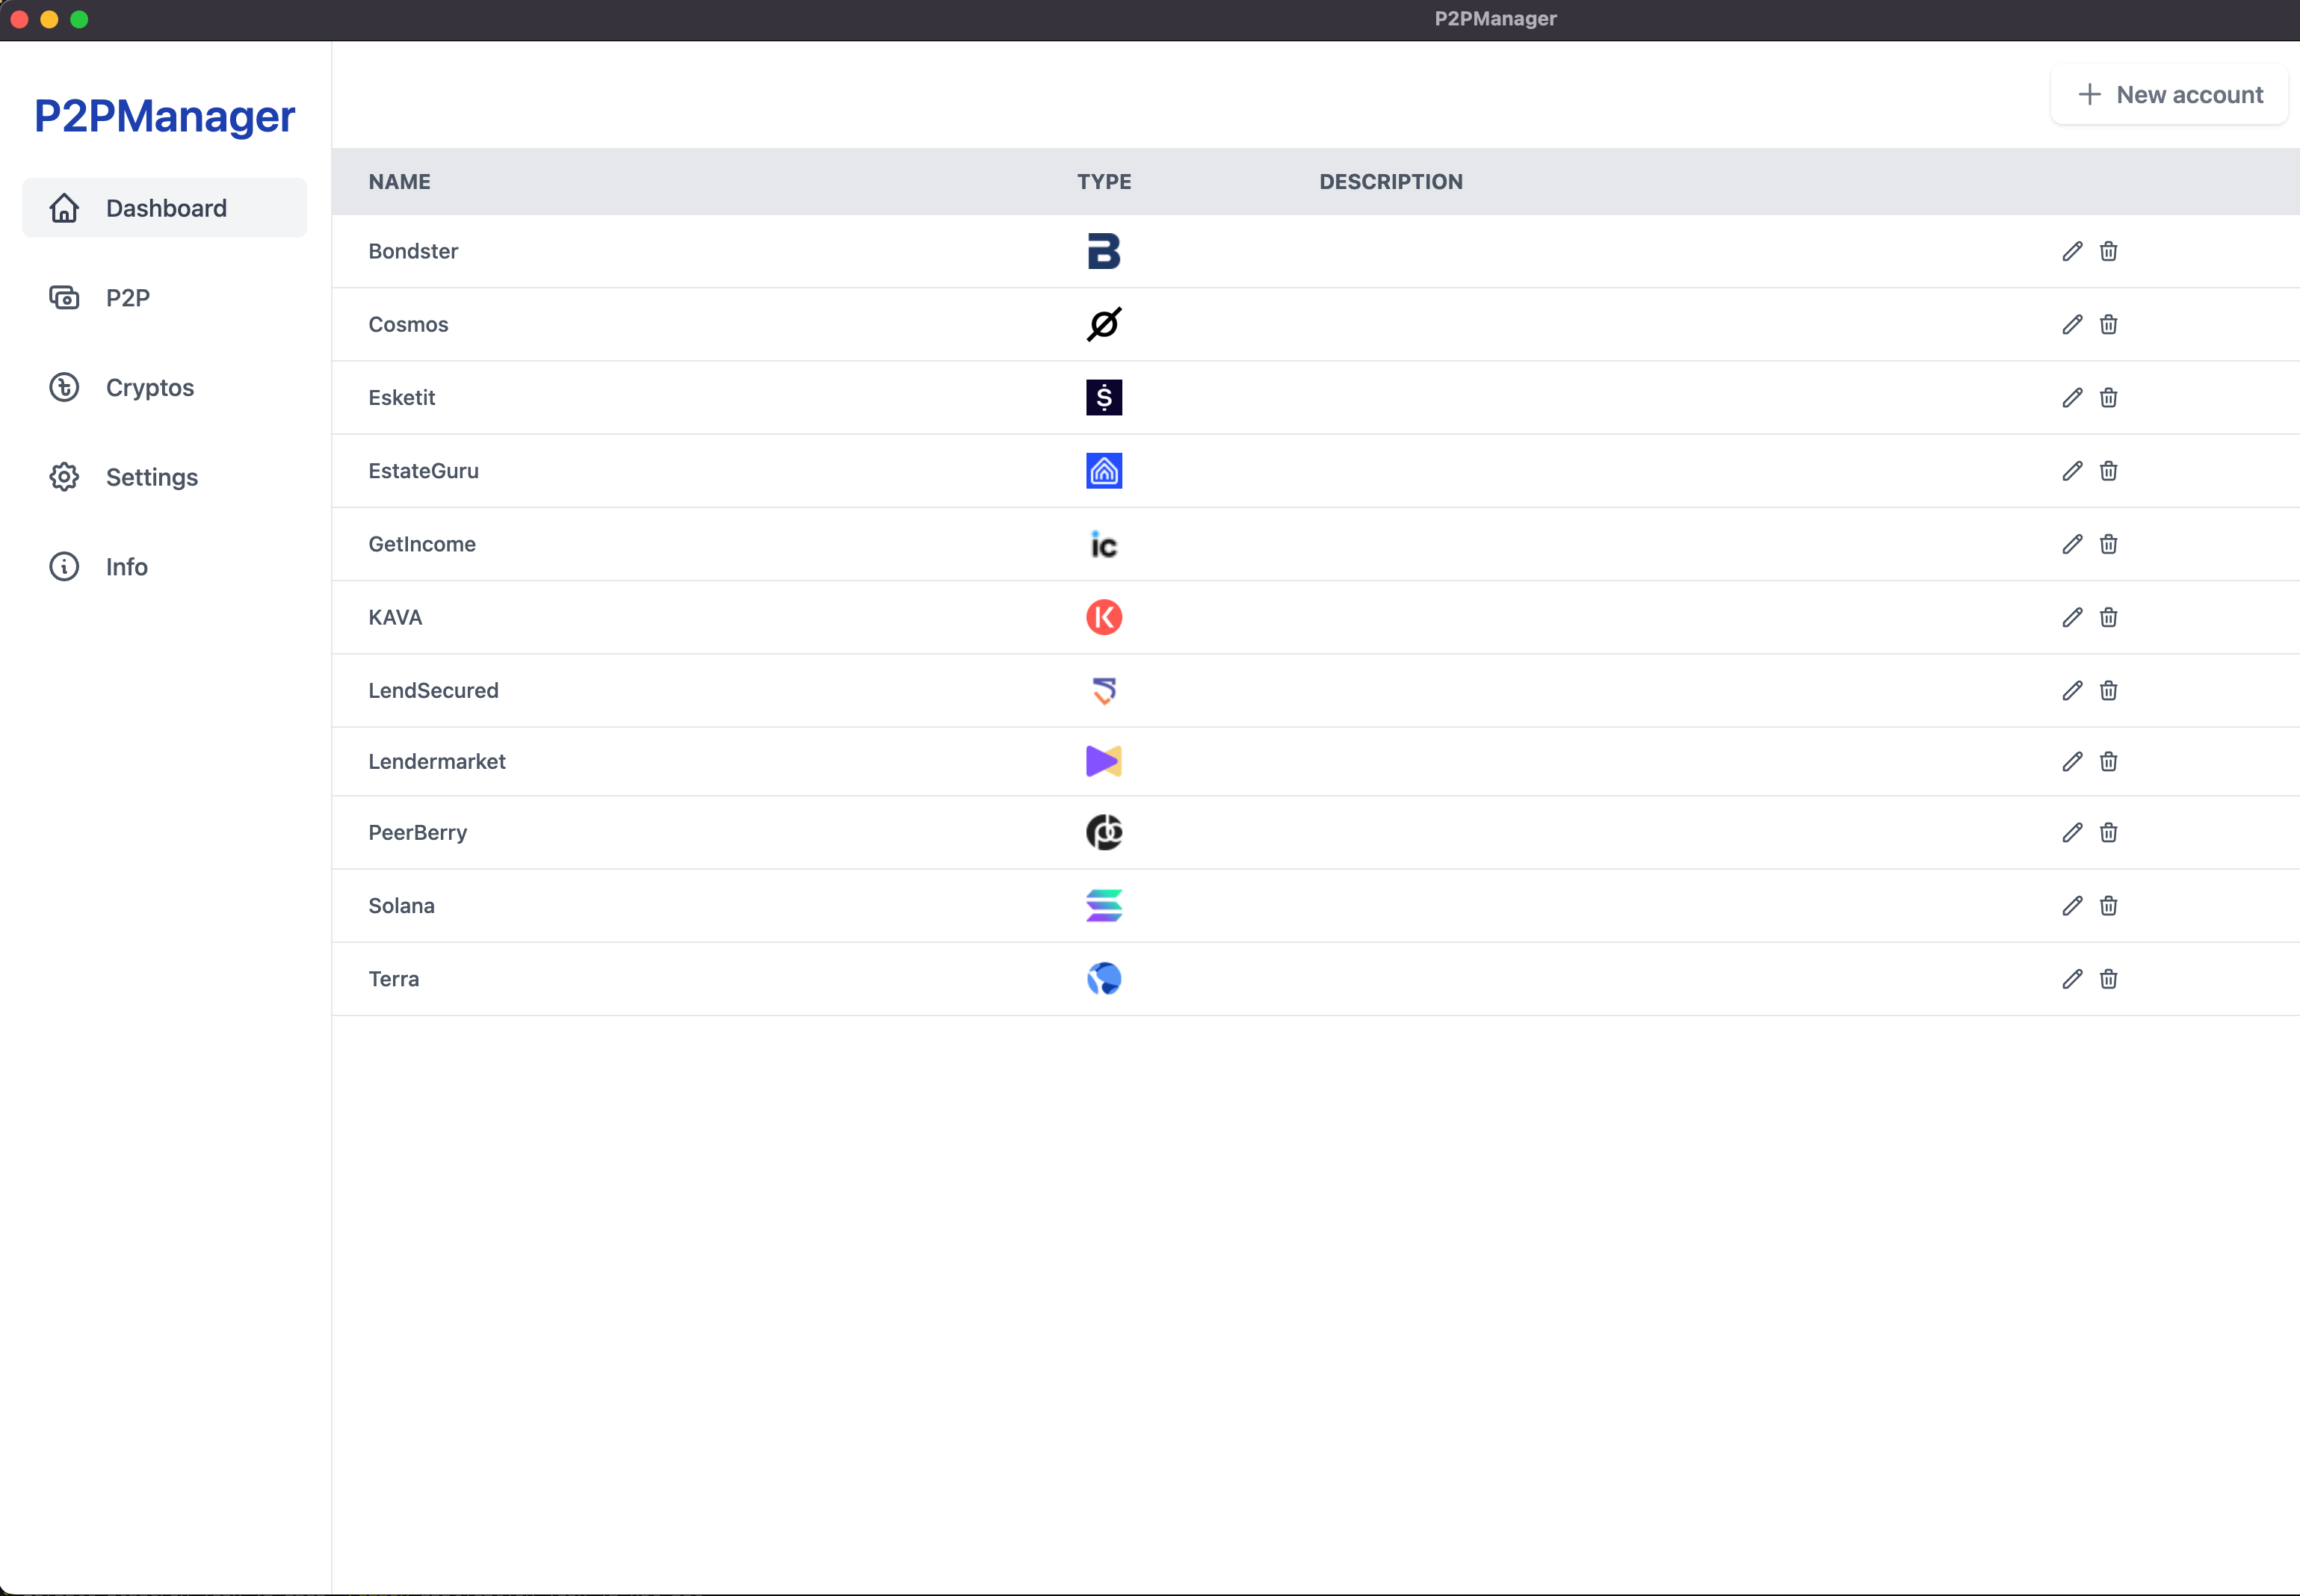 P2PManager
P2PManager
New account
Dashboard
P2P
Cryptos
Settings
Info
NAME TYPE DESCRIPTION
Bondster B
Cosmos
Esketit S
EstateGuru
GetIncome ic
KAVA K
LendSecured
Lendermarket
PeerBerry pb
Solana
Terra